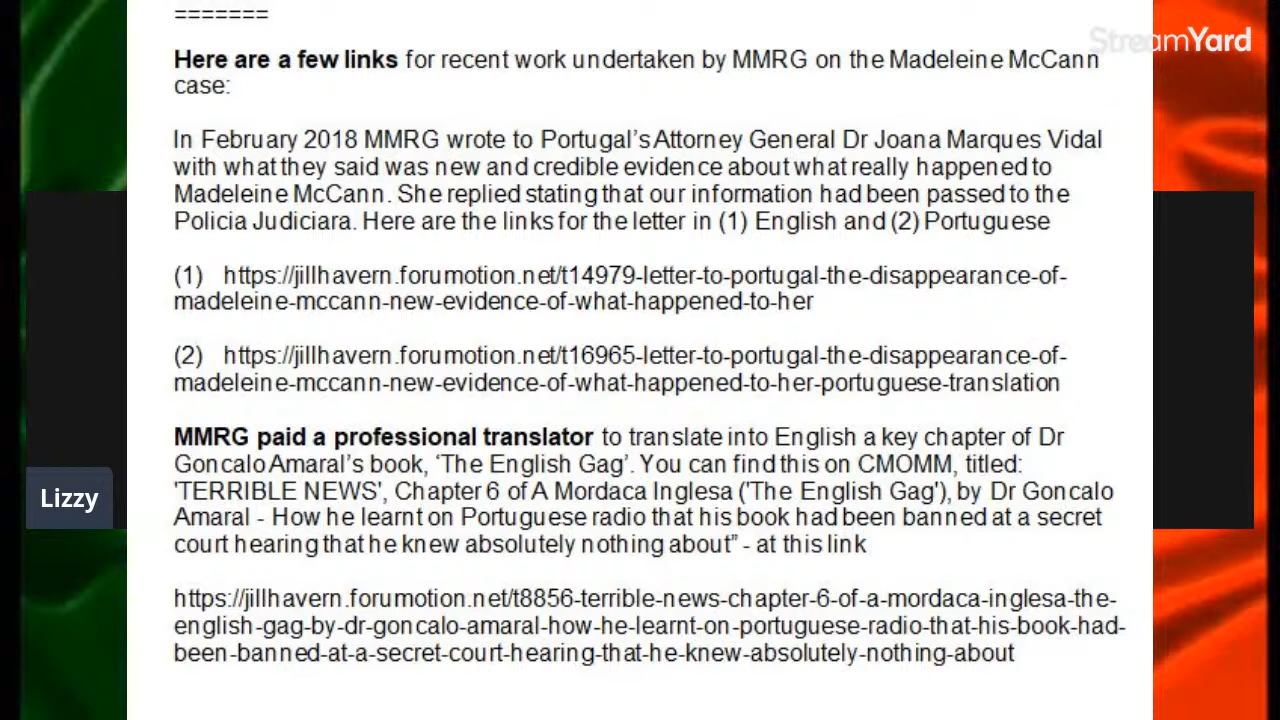 =======
StreamYard
Here are a few links for recent work undertaken by MMRG on the Madeleine McCann
case:
In February 2018 MMRG wrote to Portugal's Attorney General Dr Joana Marques Vidal
with what they said was new and credible evidence about what really happened to
Madeleine McCann. She replied stating that our information had been passed to the
Policia Judiciara. Here are the links for the letter in (1) English and (2) Portuguese
(1) https://jillhavern.forumotion.net/t14979-letter-to-portugal-the-disappearance-of-
madeleine-mccann-new-evidence-of-what-happened-to-her
(2) https://jillhavern.forumotion.net/t16965-letter-to-portugal-the-disappearance-of-
madeleine-mccann-new-evidence-of-what-happened-to-her-portuguese-translation
MMRG paid a professional translator to translate into English a key chapter of Dr
Goncalo Amaral's book, 'The English Gag'. You can find this on CMOMM, titled:
'TERRIBLE NEWS', Chapter 6 of A Mordaca Inglesa ('The English Gag'), by Dr Goncalo
Amaral - How he learnt on Portuguese radio that his book had been banned at a secret
court hearing that he knew absolutely nothing about" - at this link
https://jillhavern.forumotion.net/t8856-terrible-news-chapter-6-of-a-mordaca-inglesa-the-
english-gag-by-dr-goncalo-amaral-how-he-learnt-on-portuguese-radio-that-his-book-had-
been-banned-at-a-secret-court-hearing-that-he-knew-absolutely-nothing-about
Lizzy